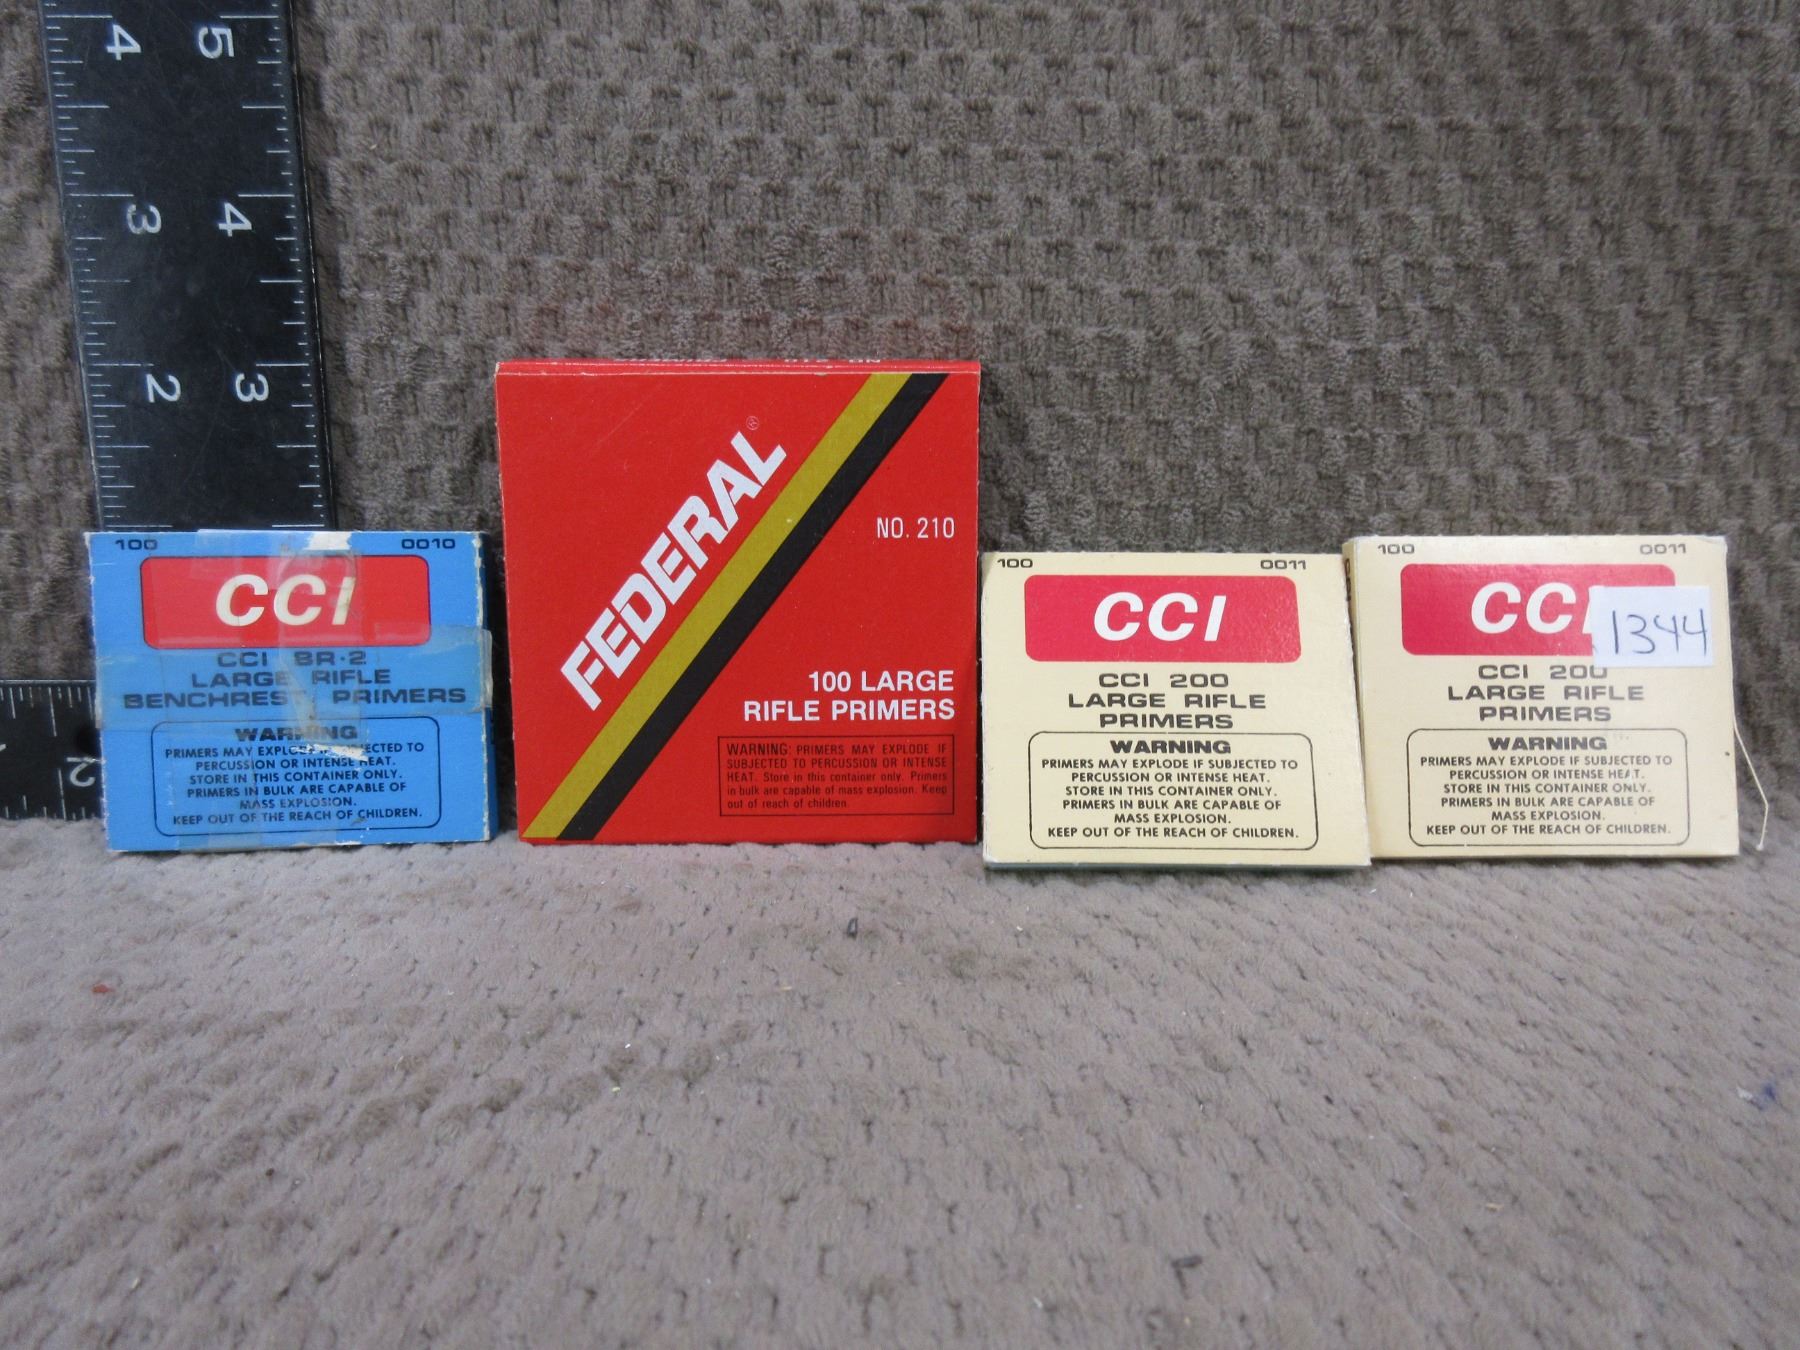 4 5
3 4
2 3
2
100 0010
CCI
CCI BR·2
LARGE RIFLE
BENCHREST PRIMERS
WARNING
PRIMERS MAY EXPLODE IF SUBJECTED TO
PERCUSSION OR INTENSE HEAT.
STORE IN THIS CONTAINER ONLY.
PRIMERS IN BULK ARE CAPABLE OF
MASS EXPLOSION.
KEEP OUT OF THE REACH OF CHILDREN.
FEDERAL®
NO. 210
100 LARGE
RIFLE PRIMERS
WARNING: PRIMERS MAY EXPLODE IF
SUBJECTED TO PERCUSSION OR INTENSE
HEAT. Store in this container only. Primers
in bulk are capable of mass explosion. Keep
out of reach of children.
100 0011
CCI
CCI 200
LARGE RIFLE
PRIMERS
WARNING
PRIMERS MAY EXPLODE IF SUBJECTED TO
PERCUSSION OR INTENSE HEAT.
STORE IN THIS CONTAINER ONLY.
PRIMERS IN BULK ARE CAPABLE OF
MASS EXPLOSION.
KEEP OUT OF THE REACH OF CHILDREN.
100 0011
CCI
1344
CCI 200
LARGE RIFLE
PRIMERS
WARNING
PRIMERS MAY EXPLODE IF SUBJECTED TO
PERCUSSION OR INTENSE HEAT.
STORE IN THIS CONTAINER ONLY.
PRIMERS IN BULK ARE CAPABLE OF
MASS EXPLOSION.
KEEP OUT OF THE REACH OF CHILDREN.